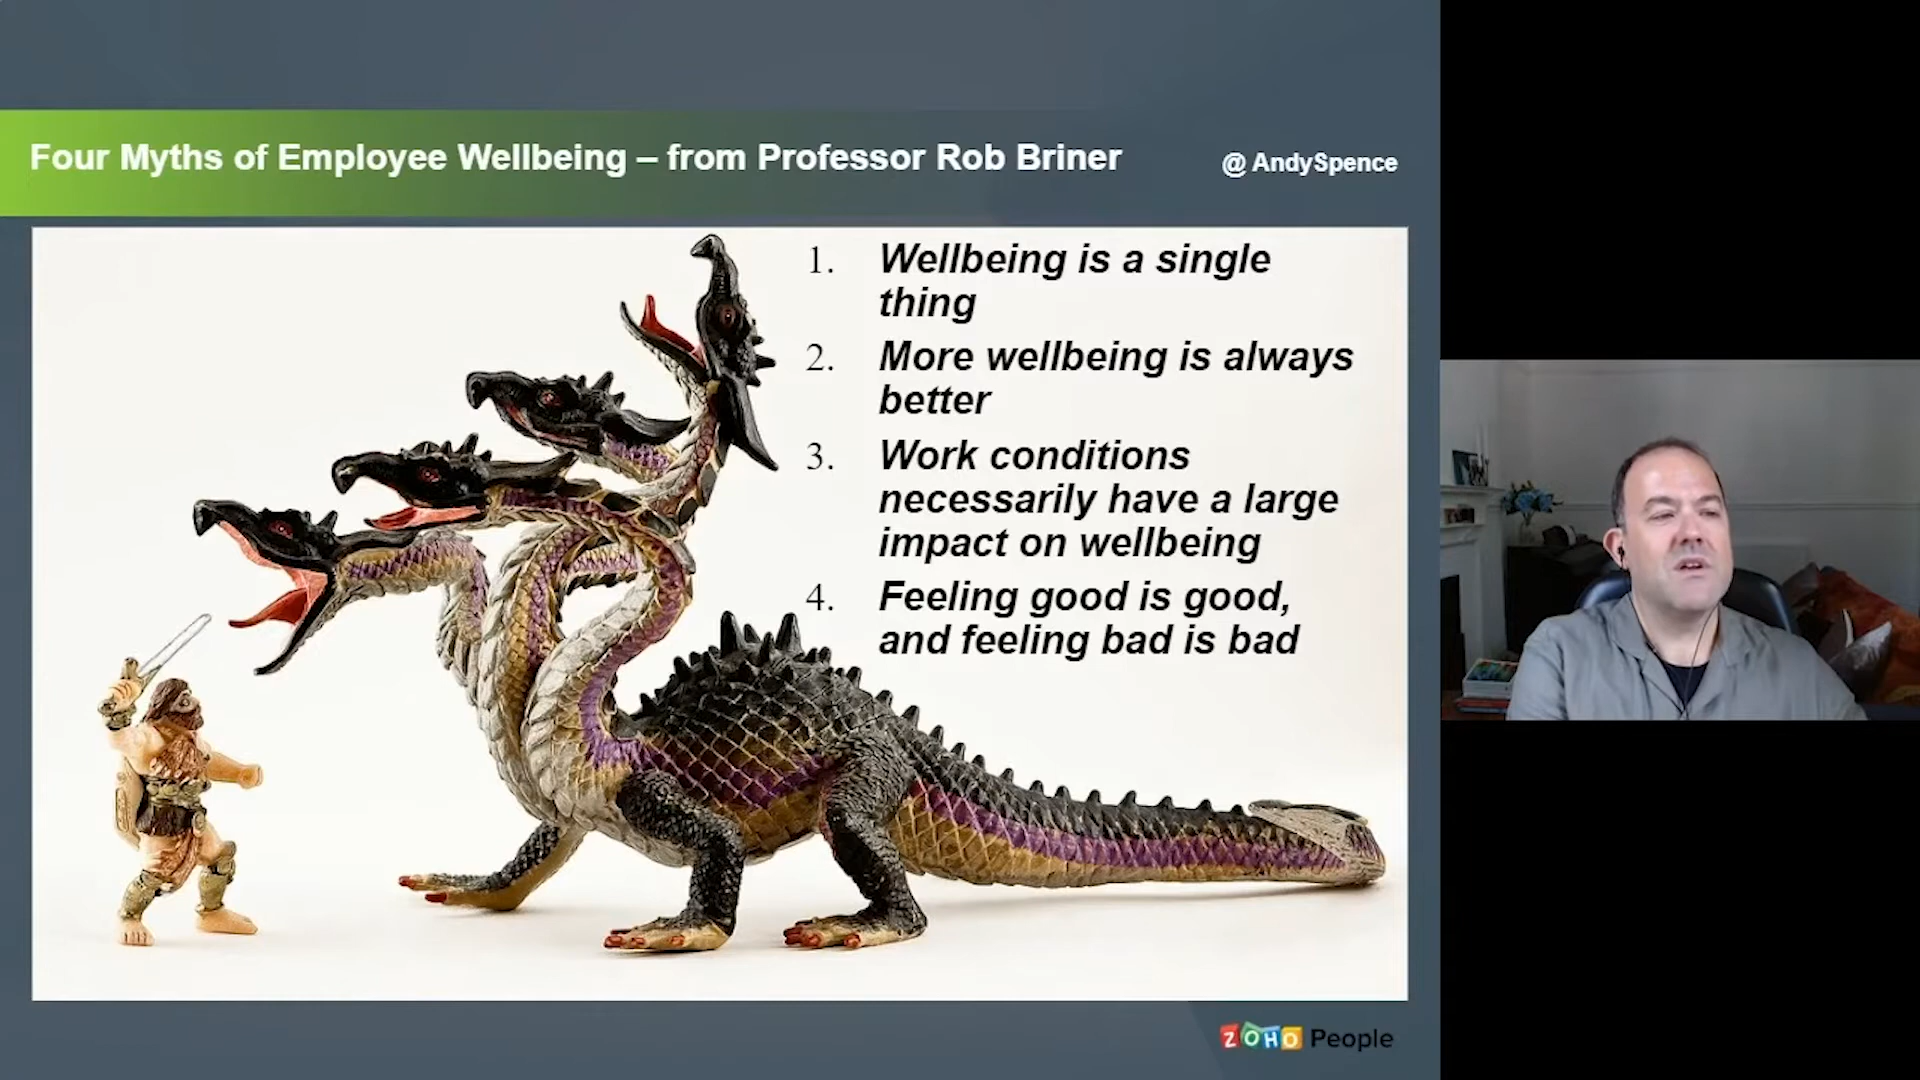 Four Myths of Employee Wellbeing – from Professor Rob Briner
@ AndySpence
1. Wellbeing is a single
thing
2. More wellbeing is always
better
3. Work conditions
necessarily have a large
impact on wellbeing
4. Feeling good is good,
and feeling bad is bad
ZOHO People